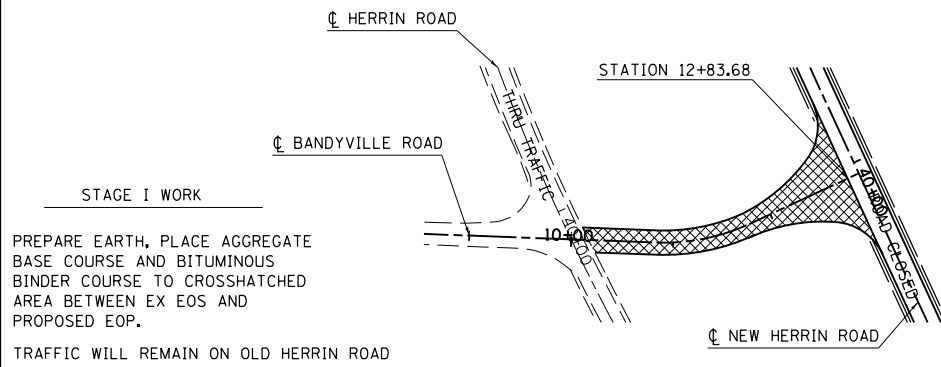 ℄ HERRIN ROAD
STATION 12+83.68
THRU TRAFFIC
℄ BANDYVILLE ROAD
10+00
ROAD CLOSED
STAGE I WORK
PREPARE EARTH, PLACE AGGREGATE
BASE COURSE AND BITUMINOUS
BINDER COURSE TO CROSSHATCHED
AREA BETWEEN EX EOS AND
PROPOSED EOP.
℄ NEW HERRIN ROAD
TRAFFIC WILL REMAIN ON OLD HERRIN ROAD